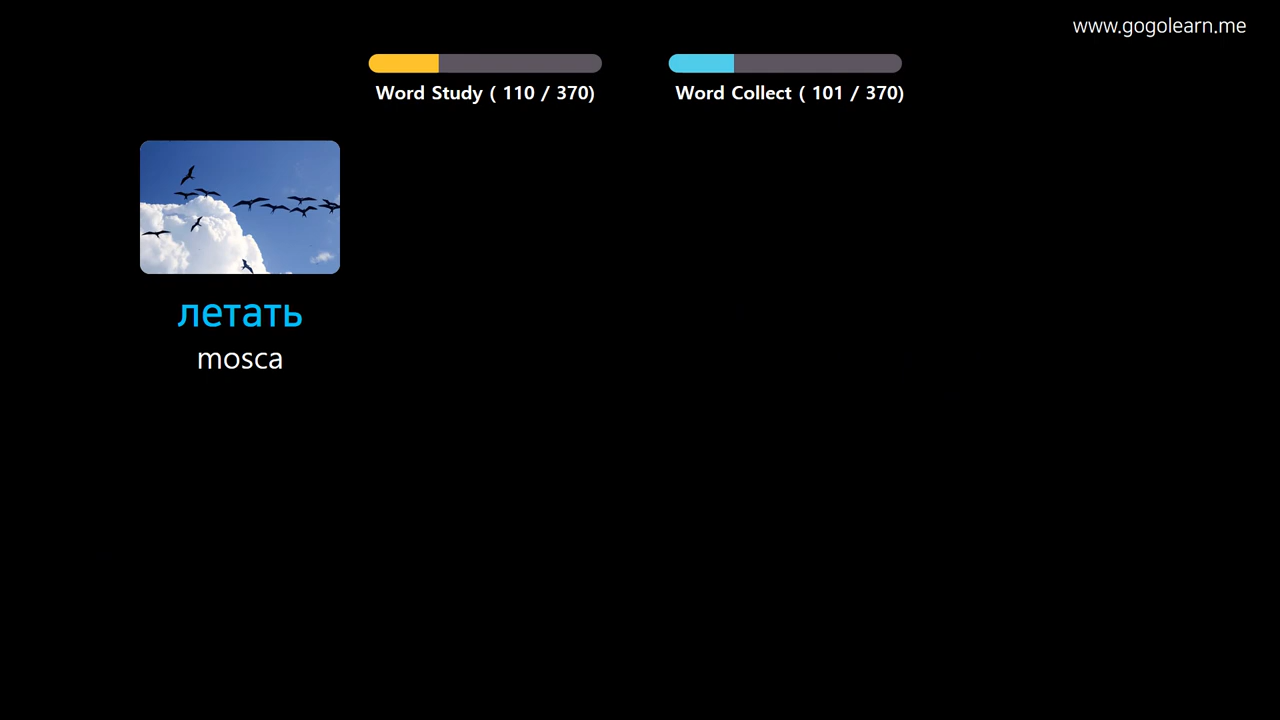 www.gogolearn.me
Word Study ( 110 / 370)
Word Collect ( 101 / 370)
летать
mosca